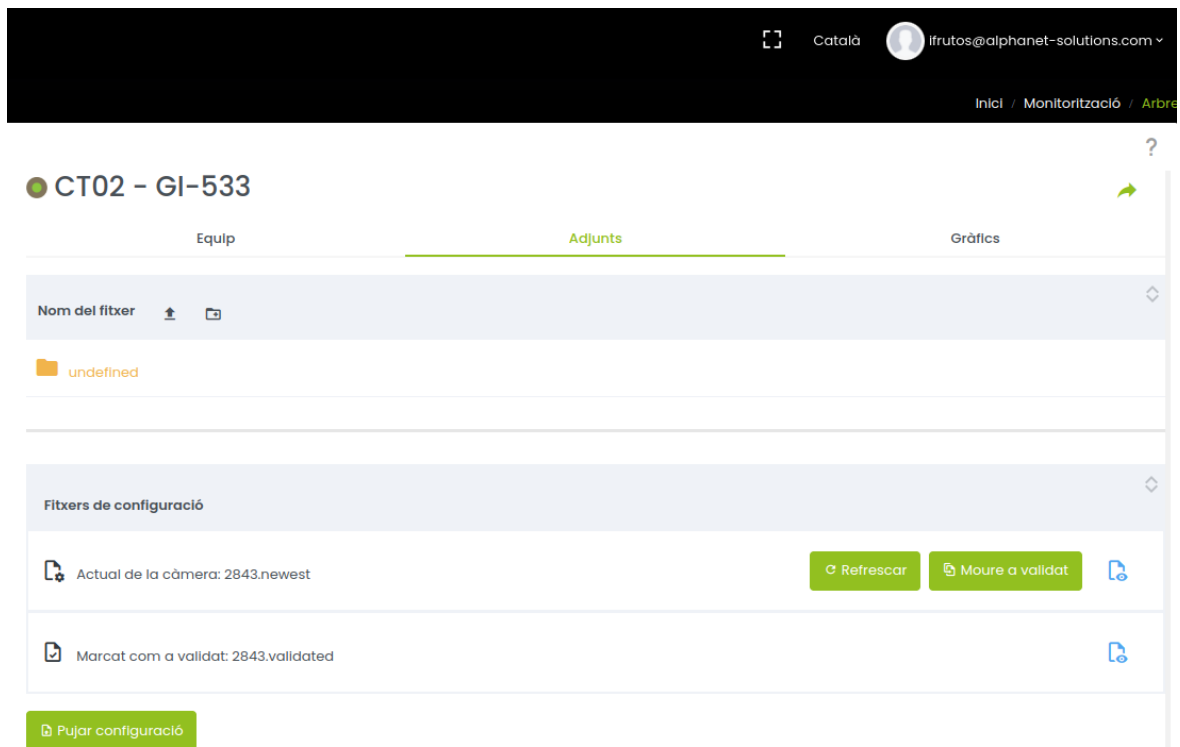 Català
ifrutos@alphanet-solutions.com
Inici / Monitorització / Arbre
?
CT02 - GI-533
Equip
Adjunts
Gràfics
Nom del fitxer
undefined
Fitxers de configuració
Actual de la càmera: 2843.newest
Refrescar
Moure a validat
Marcat com a validat: 2843.validated
Pujar configuració